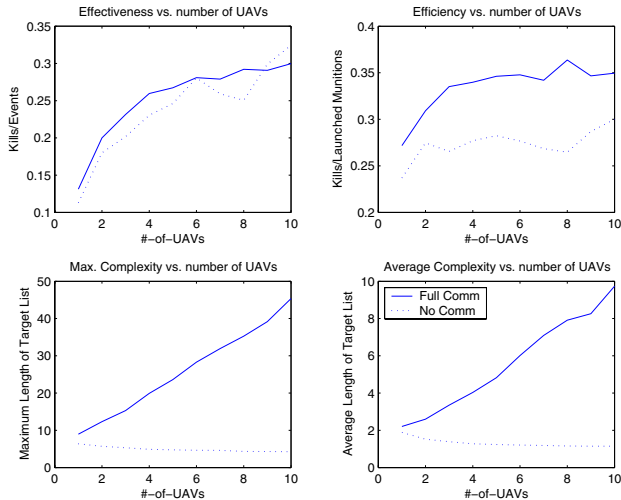 Effectiveness vs. number of UAVs
Kills/Events
0.35
0.3
0.25
0.2
0.15
0.1
0 2 4 6 8 10
#-of-UAVs
Efficiency vs. number of UAVs
Kills/Launched Munitions
0.4
0.35
0.3
0.25
0.2
0 2 4 6 8 10
#-of-UAVs
Max. Complexity vs. number of UAVs
Maximum Length of Target List
50
40
30
20
10
0
0 2 4 6 8 10
#-of-UAVs
Average Complexity vs. number of UAVs
Average Length of Target List
10
8
6
4
2
0
Full Comm
No Comm
0 2 4 6 8 10
#-of-UAVs